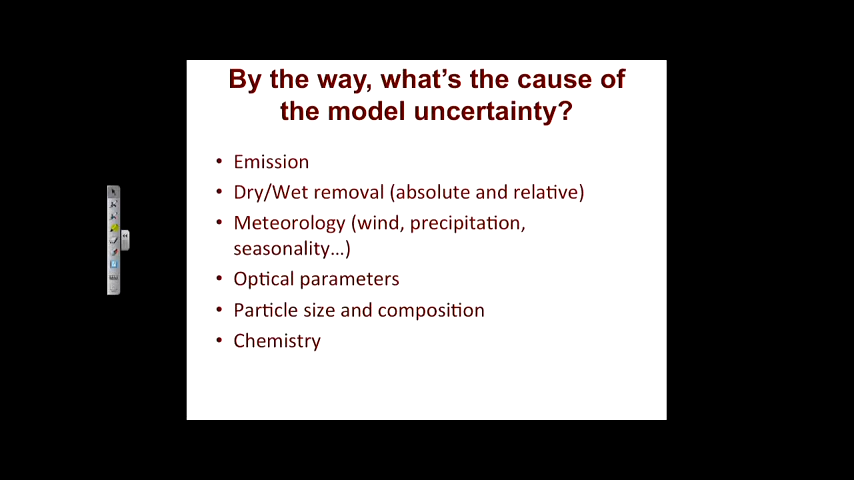 By the way, what's the cause of
the model uncertainty?
• Emission
• Dry/Wet removal (absolute and relative)
• Meteorology (wind, precipitation,
seasonality...)
• Optical parameters
• Particle size and composition
• Chemistry